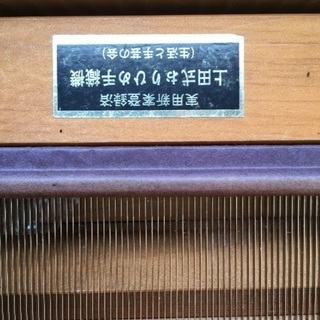 実用新案登録済
上田式おりひめ手織機
(生活と手芸の会)